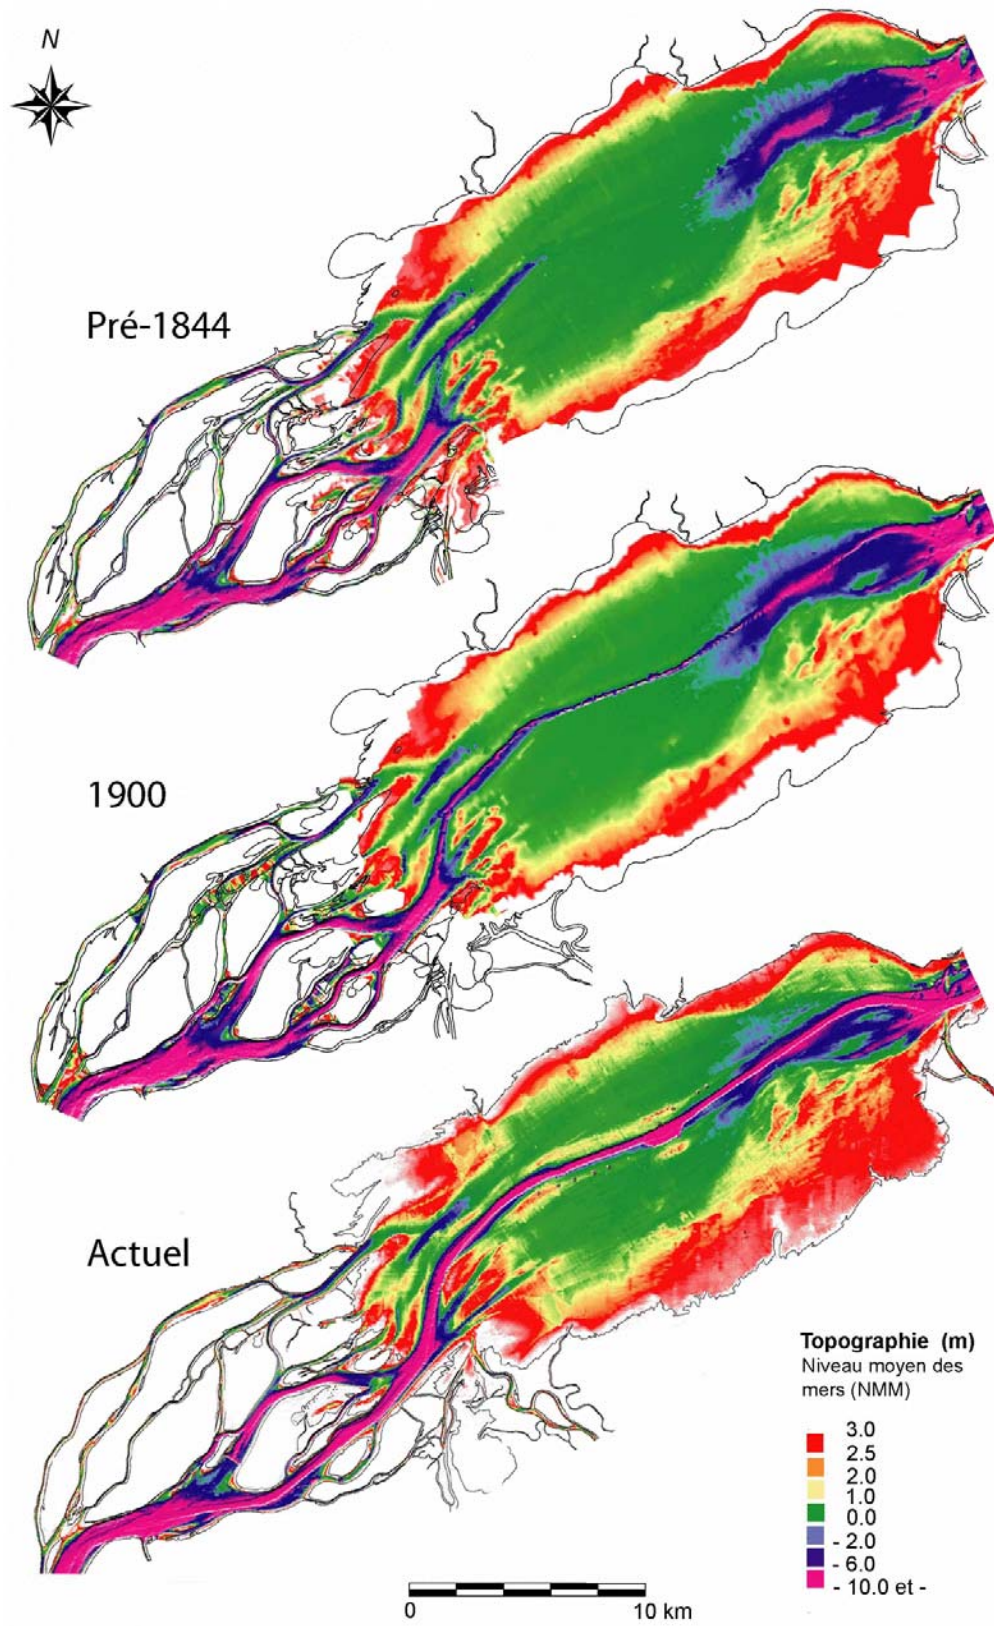 N
Pré-1844
1900
Actuel
Topographie (m)
Niveau moyen des
mers (NMM)
3.0
2.5
2.0
1.0
0.0
- 2.0
- 6.0
- 10.0 et -
0 10 km